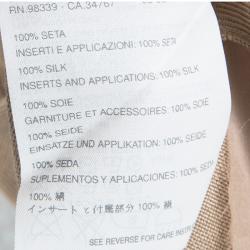 RN.98339 - CA.34767
100% SETA
INSERTI E APPLICAZIONI: 100% SETA
100% SILK
INSERTS AND APPLICATIONS: 100% SILK
100% SOIE
GARNITURE ET ACCESSOIRES: 100% SOIE
100% SEIDE
EINSATZE UND APPLIKATION: 100% SEIDE
100% SEDA
SUPLEMENTOS Y APLICACIONES: 100% SEDA
100% 絹
インサート と付属部分 100% 絹
SEE REVERSE FOR CARE